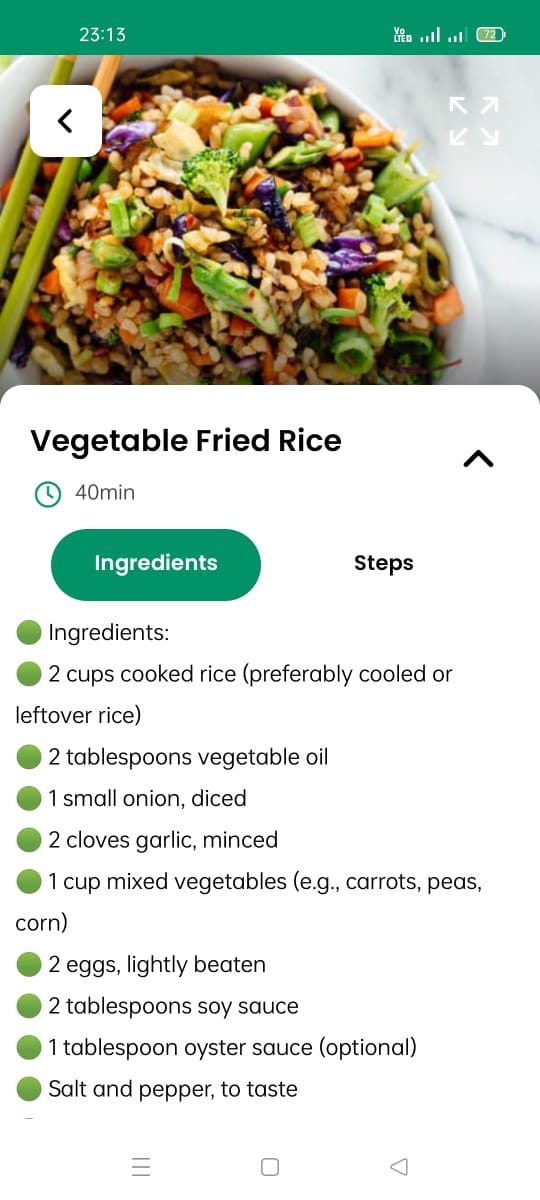 23:13
Vo
LTED
72
Vegetable Fried Rice
40min
Ingredients
Steps
Ingredients:
2 cups cooked rice (preferably cooled or
leftover rice)
2 tablespoons vegetable oil
1 small onion, diced
2 cloves garlic, minced
1 cup mixed vegetables (e.g., carrots, peas,
corn)
2 eggs, lightly beaten
2 tablespoons soy sauce
1 tablespoon oyster sauce (optional)
Salt and pepper, to taste